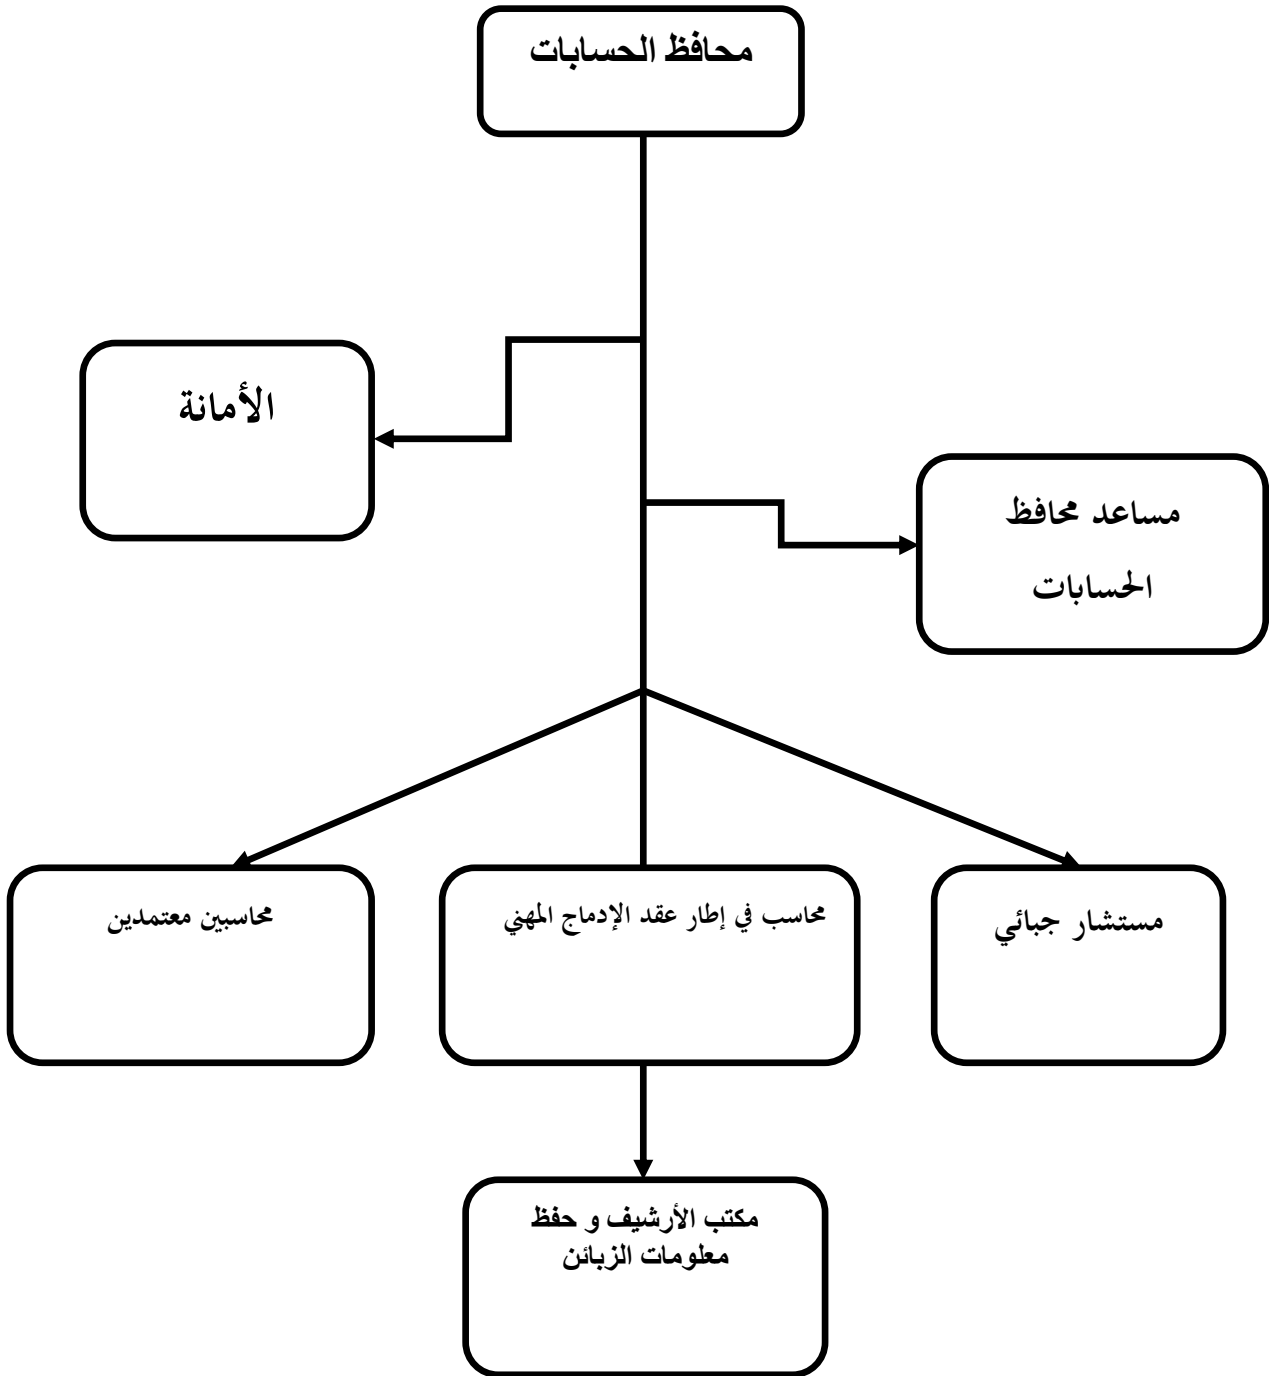 محافظ الحسابات
الأمانة
مساعد محافظ
الحسابات
مستشار جبائي
محاسب في إطار عقد الإدماج المهني
محاسبين معتمدين
مكتب الأرشيف و حفظ
معلومات الزبائن